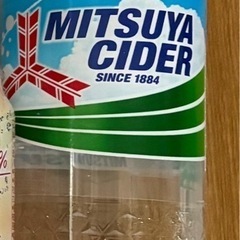 MITSUYA
CIDER
SINCE 1884
%